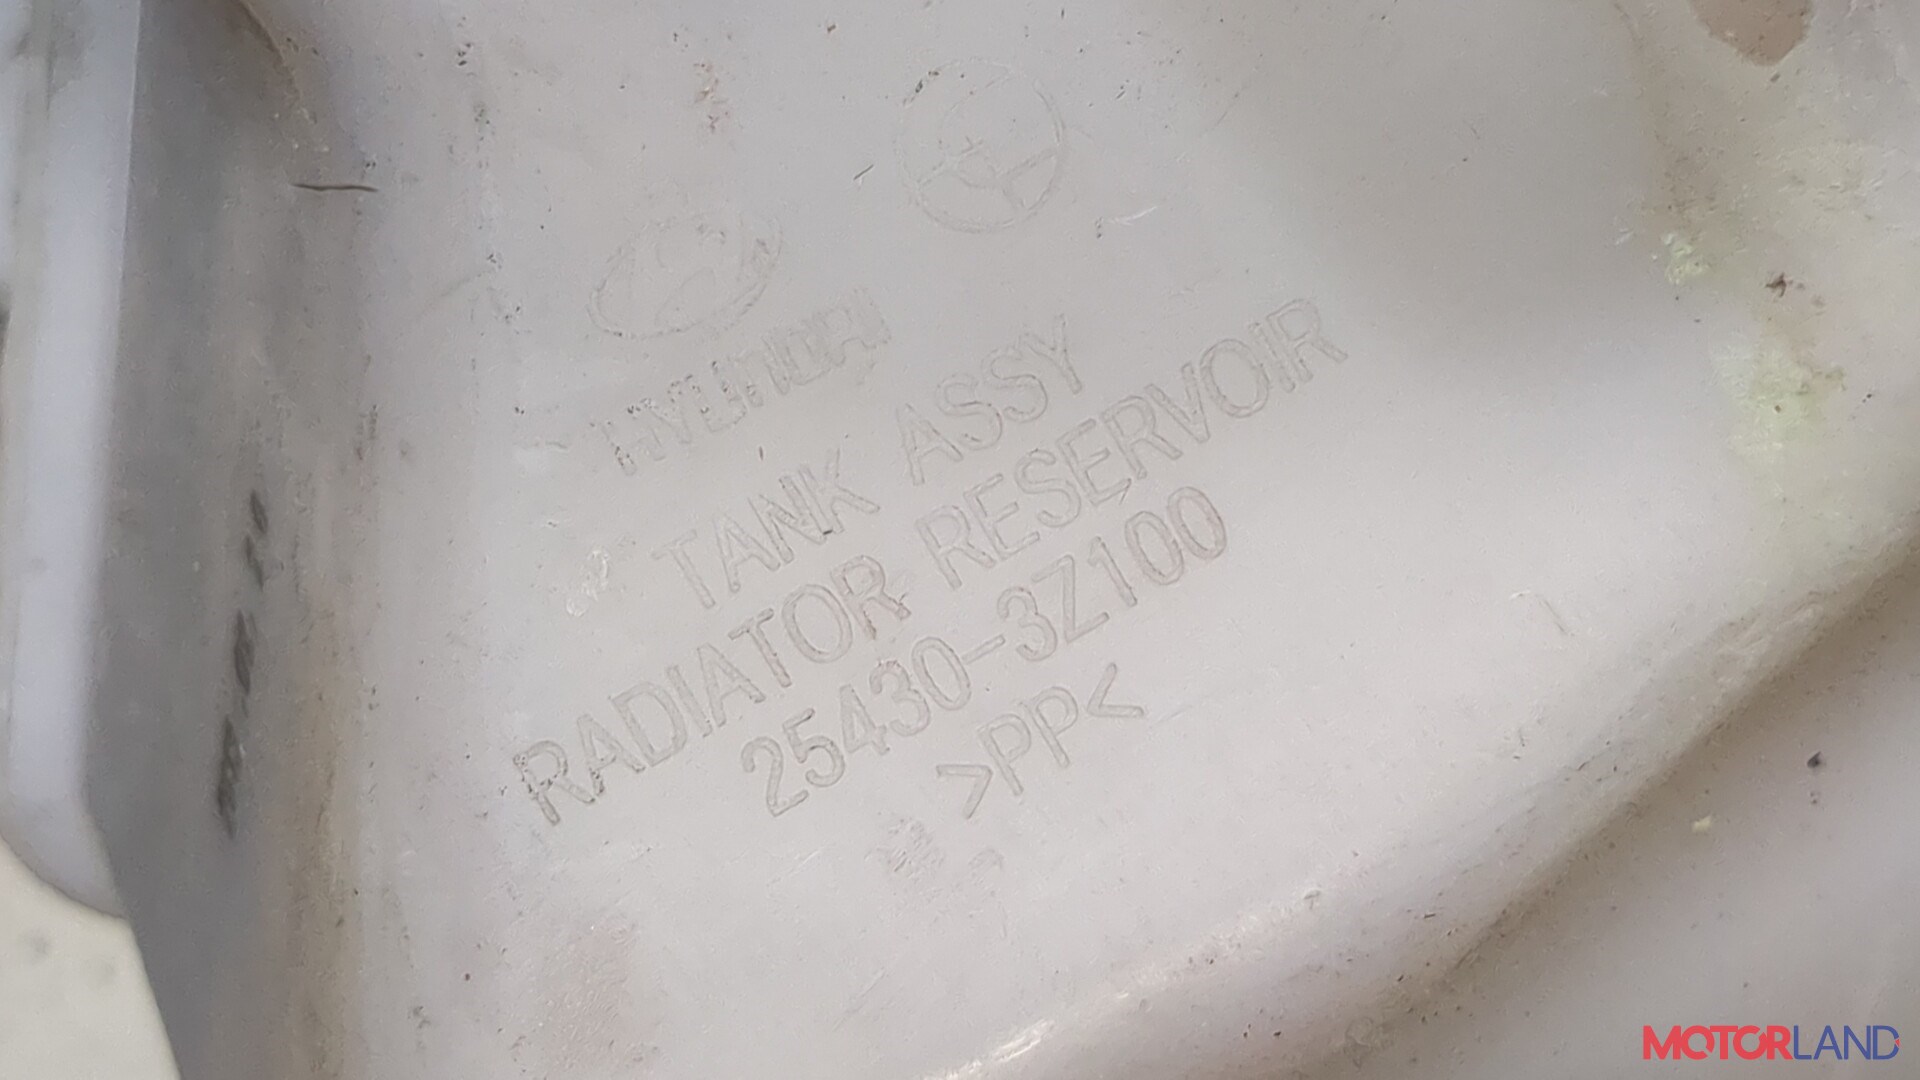 HYUNDAI
TANK ASSY
RADIATOR RESERVOIR
25430-3Z100
>PP<
MOTORLAND